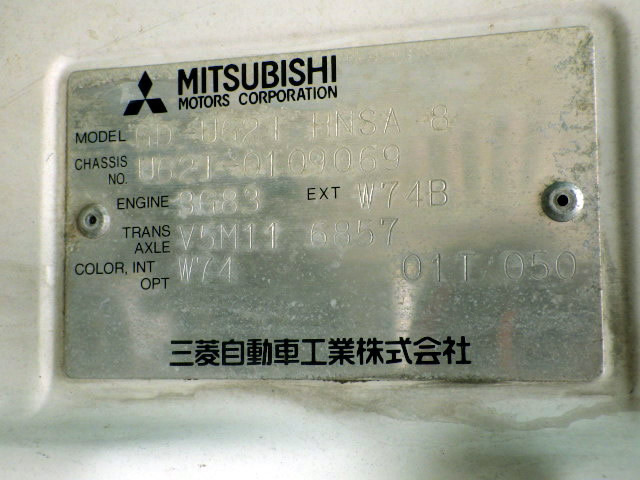 MITSUBISHI
MOTORS CORPORATION
MODEL GD-U62T HNSA 8
CHASSIS NO. U62T-0109069
ENGINE 3G83 EXT W74B
TRANS AXLE V5M11 6857
COLOR, INT OPT W74 01T 050
三菱自動車工業株式会社